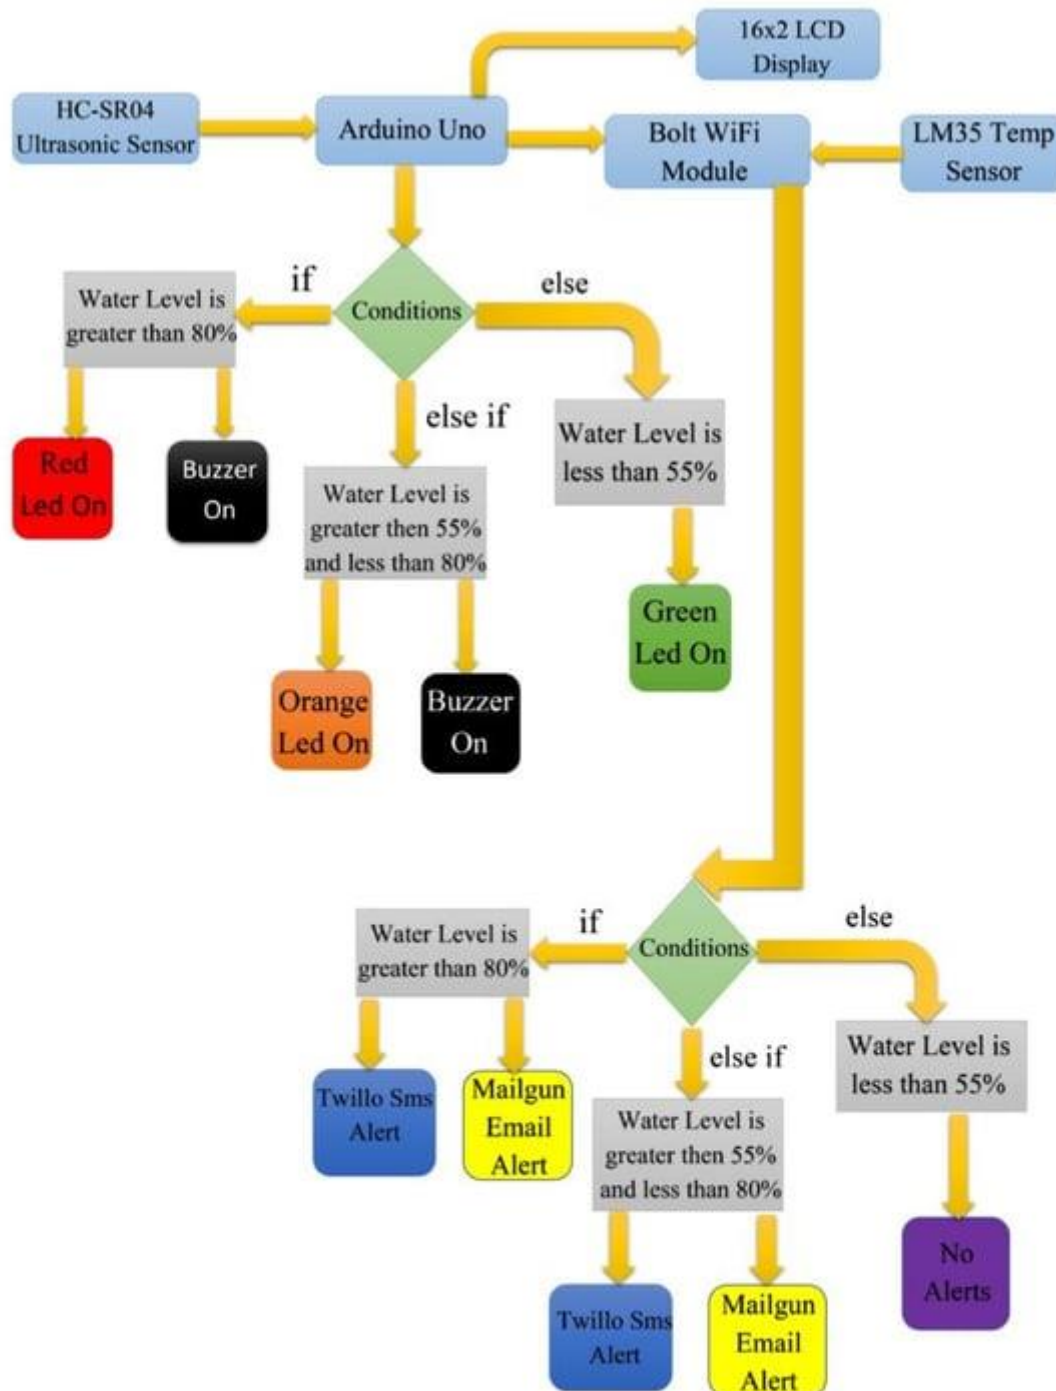 16x2 LCD
Display
HC-SR04
Ultrasonic Sensor
Arduino Uno
Bolt WiFi
Module
LM35 Temp
Sensor
if
else
Water Level is
greater than 80%
Conditions
else if
Water Level is
less than 55%
Red
Led On
Buzzer
On
Water Level is
greater then 55%
and less than 80%
Green
Led On
Orange
Led On
Buzzer
On
if
else
Water Level is
greater than 80%
Conditions
else if
Water Level is
less than 55%
Twillo Sms
Alert
Mailgun
Email
Alert
Water Level is
greater then 55%
and less than 80%
No
Alerts
Twillo Sms
Alert
Mailgun
Email
Alert